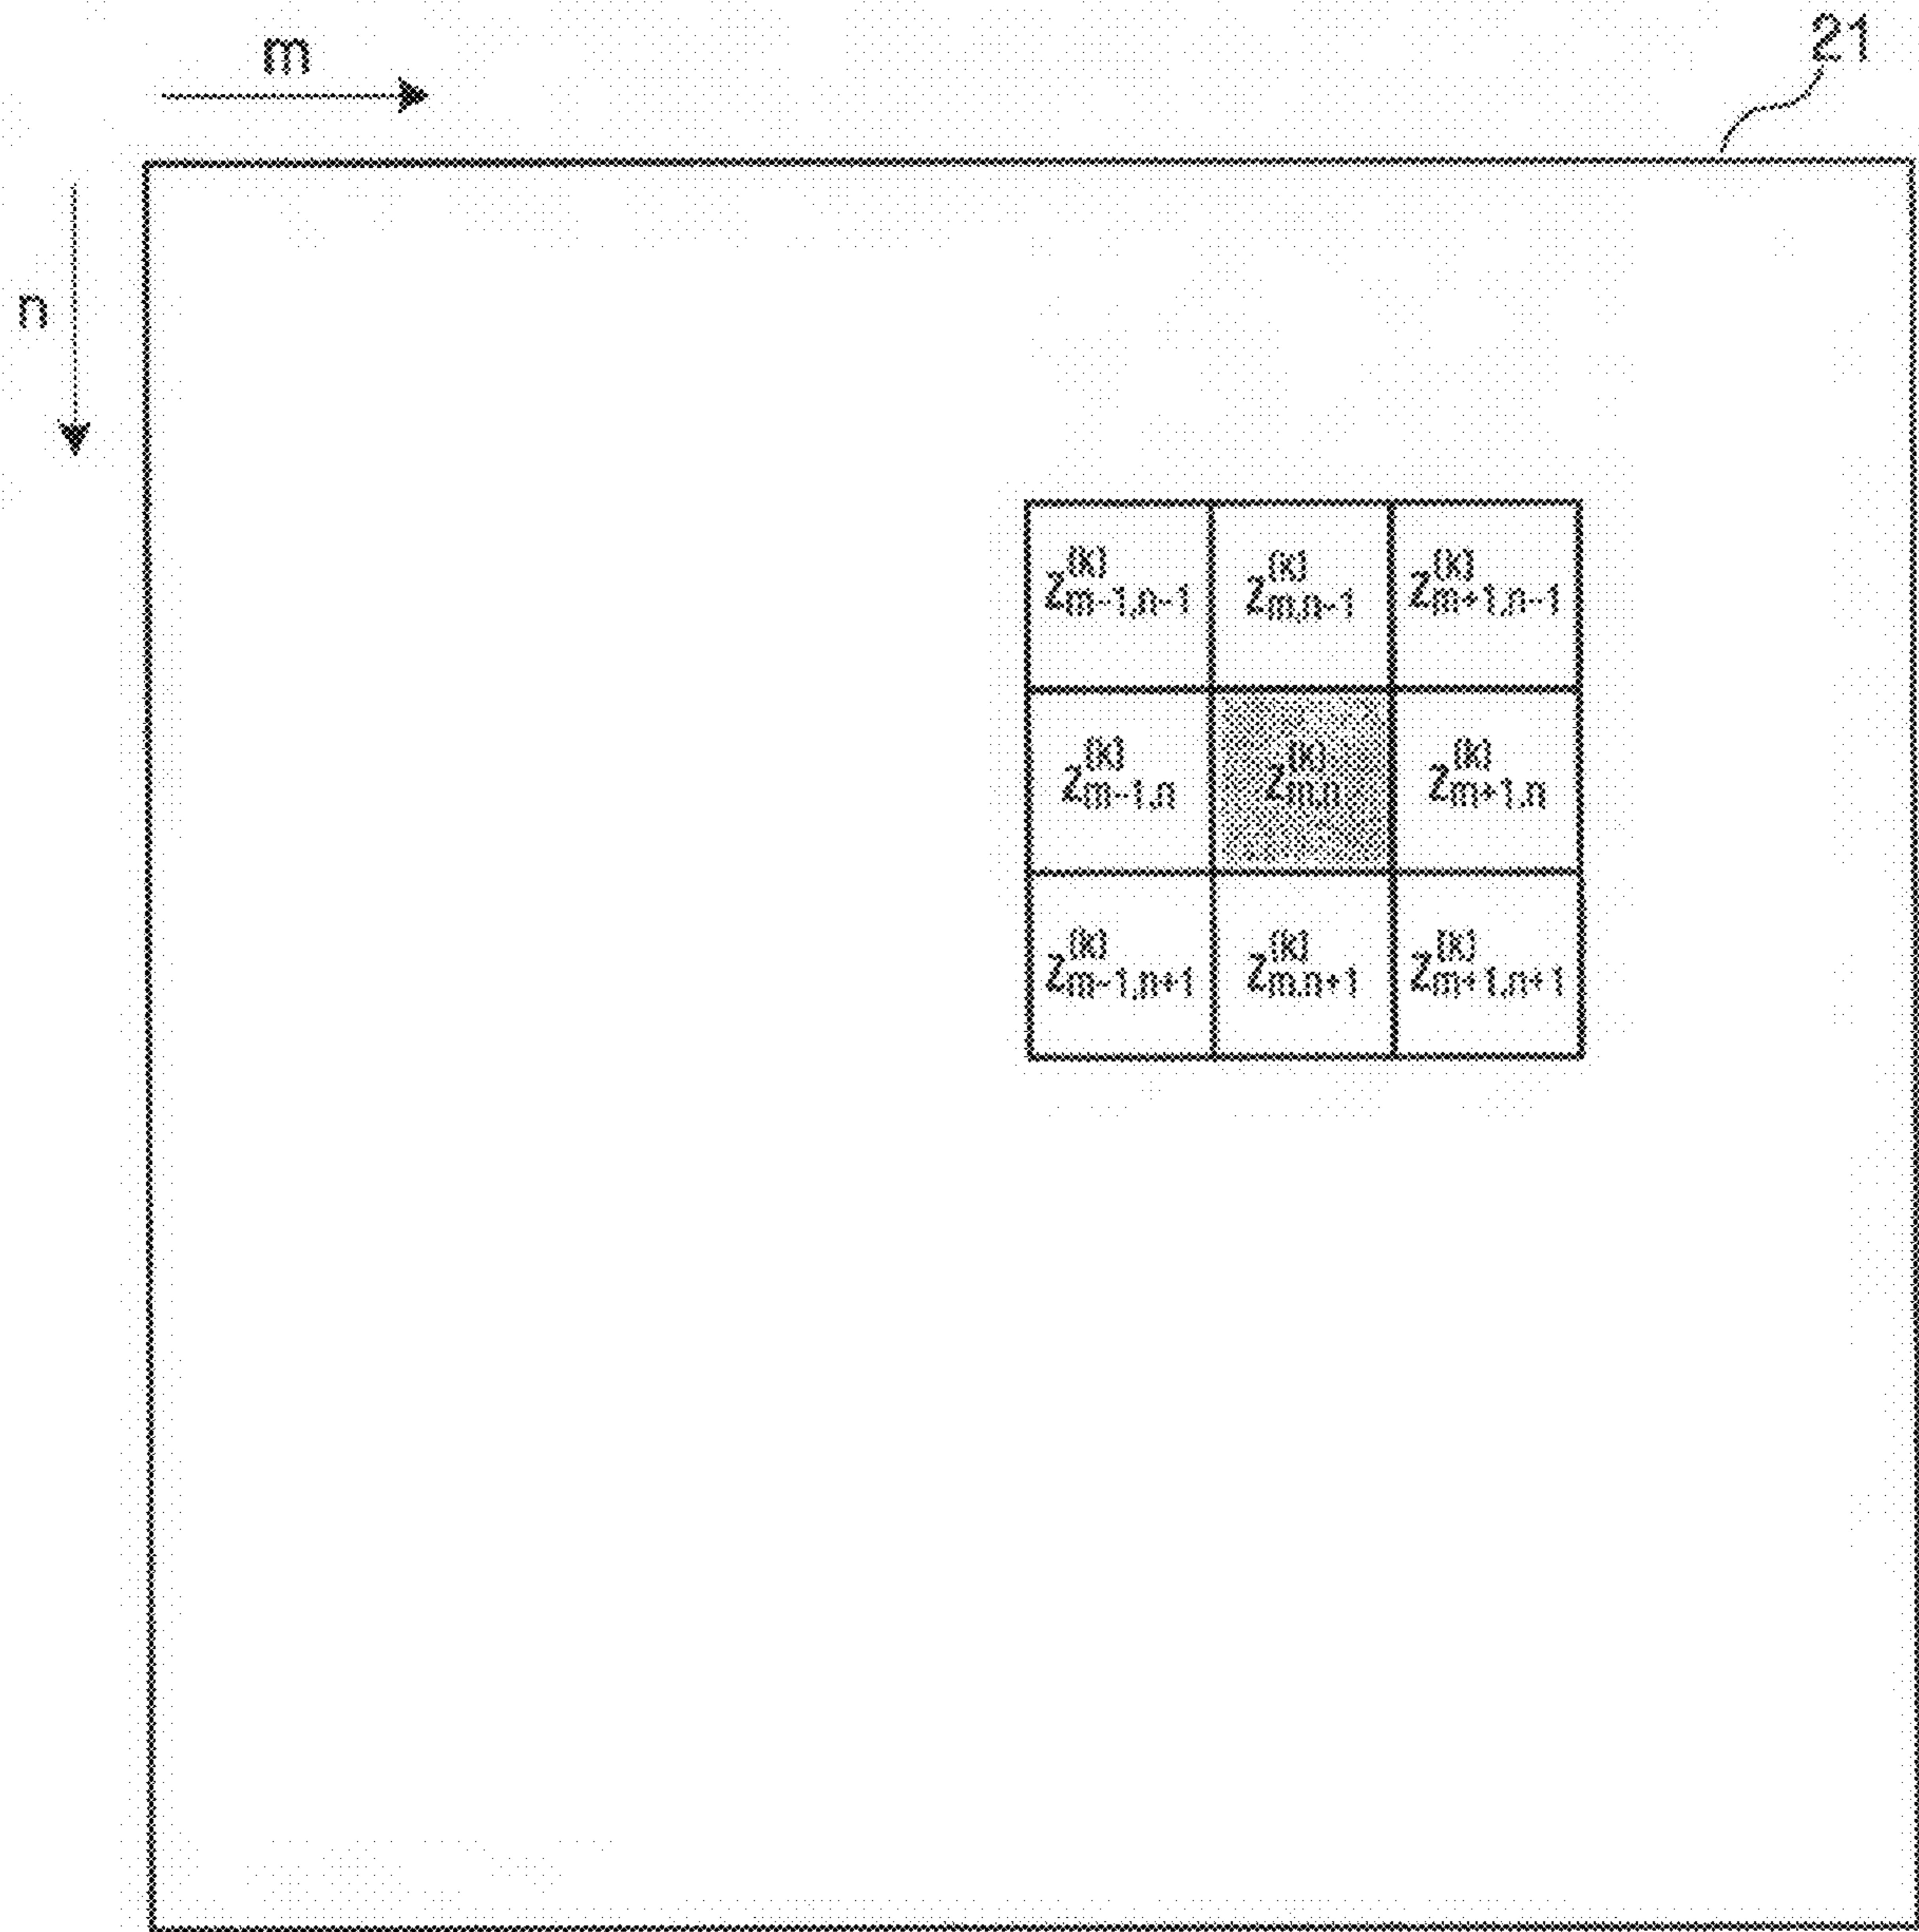 m
21
n
z^{(k)}_{m-1,n-1} z^{(k)}_{m,n-1} z^{(k)}_{m+1,n-1}
z^{(k)}_{m-1,n} z^{(k)}_{m,n} z^{(k)}_{m+1,n}
z^{(k)}_{m-1,n+1} z^{(k)}_{m,n+1} z^{(k)}_{m+1,n+1}